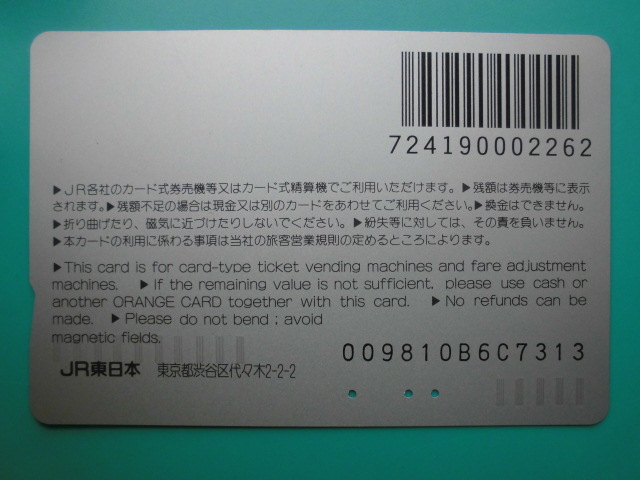 724190002262
▶JR各社のカード式券売機等又はカード式精算機でご利用いただけます。▶残額は券売機等に表示
されます。▶残額不足の場合は現金又は別のカードをあわせてご利用ください。▶換金はできません。
▶折り曲げたり、磁気に近づけたりしないでください。▶紛失等に対しては、その責を負いません。
▶本カードの利用に係わる事項は当社の旅客営業規則の定めるところによります。
▶This card is for card-type ticket vending machines and fare adjustment
machines. ▶If the remaining value is not sufficient, please use cash or
another ORANGE CARD together with this card. ▶No refunds can be
made. ▶Please do not bend ; avoid
magnetic fields.
009810B6C7313
JR東日本 東京都渋谷区代々木2-2-2